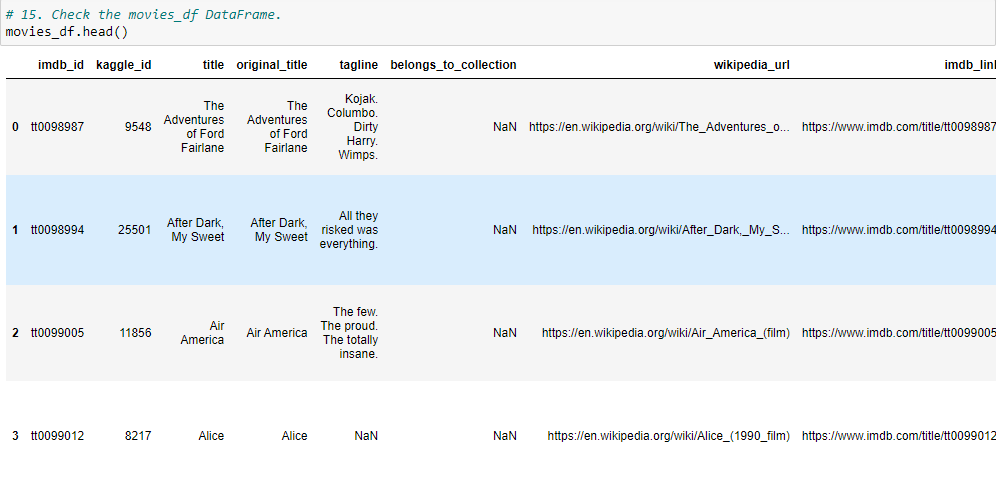 # 15. Check the movies_df DataFrame.
movies_df.head()
imdb_id kaggle_id title original_title tagline belongs_to_collection wikipedia_url imdb_link
0 tt0098987 9548 The Adventures of Ford Fairlane The Adventures of Ford Fairlane Kojak. Columbo. Dirty Harry. Wimps. NaN https://en.wikipedia.org/wiki/The_Adventures_o... https://www.imdb.com/title/tt0098987
1 tt0098994 25501 After Dark, My Sweet After Dark, My Sweet All they risked was everything. NaN https://en.wikipedia.org/wiki/After_Dark,_My_S... https://www.imdb.com/title/tt0098994
2 tt0099005 11856 Air America Air America The few. The proud. The totally insane. NaN https://en.wikipedia.org/wiki/Air_America_(film) https://www.imdb.com/title/tt0099005
3 tt0099012 8217 Alice Alice NaN NaN https://en.wikipedia.org/wiki/Alice_(1990_film) https://www.imdb.com/title/tt0099012